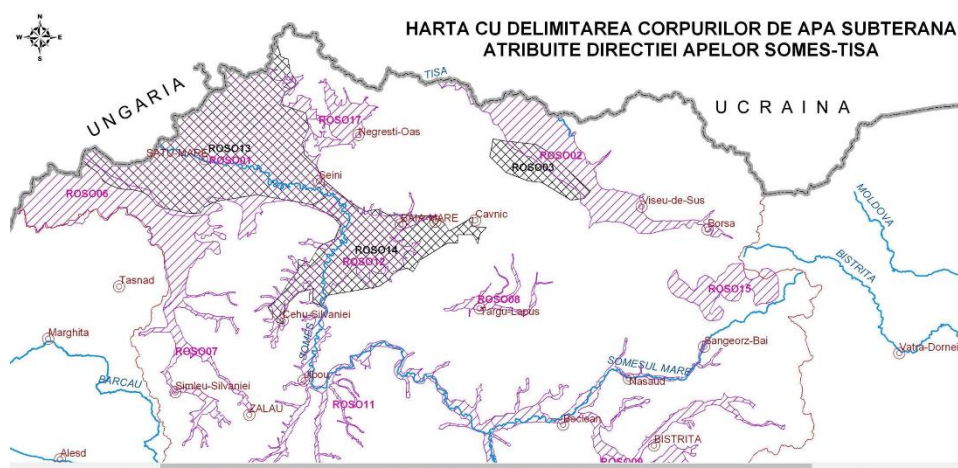 HARTA CU DELIMITAREA CORPURILOR DE APA SUBTERANA
ATRIBUITE DIRECTIEI APELOR SOMES-TISA
N
W E
S
UNGARIA
TISA
UCRAINA
ROSO17
Negresti-Oas
ROSO13
SATU-MARE
ROSO01
ROSO02
ROSO03
Seini
ROSO06
Viseu-de-Sus
MOLDOVA
BAIA-MARE
Cavnic
Borsa
ROSO14
ROSO12
BISTRITA
Tasnad
ROSO15
ROSO08
Targu-Lapus
Cehu-Silvaniei
Marghita
ROSO07
SOMES
Sangeorz-Bai
Vatra-Dornei
SOMESUL MARE
BARCAU
Jibou
Nasaud
Simleu-Silvaniei
ROSO11
ZALAU
Beclean
BISTRITA
Alesd
ROSO09